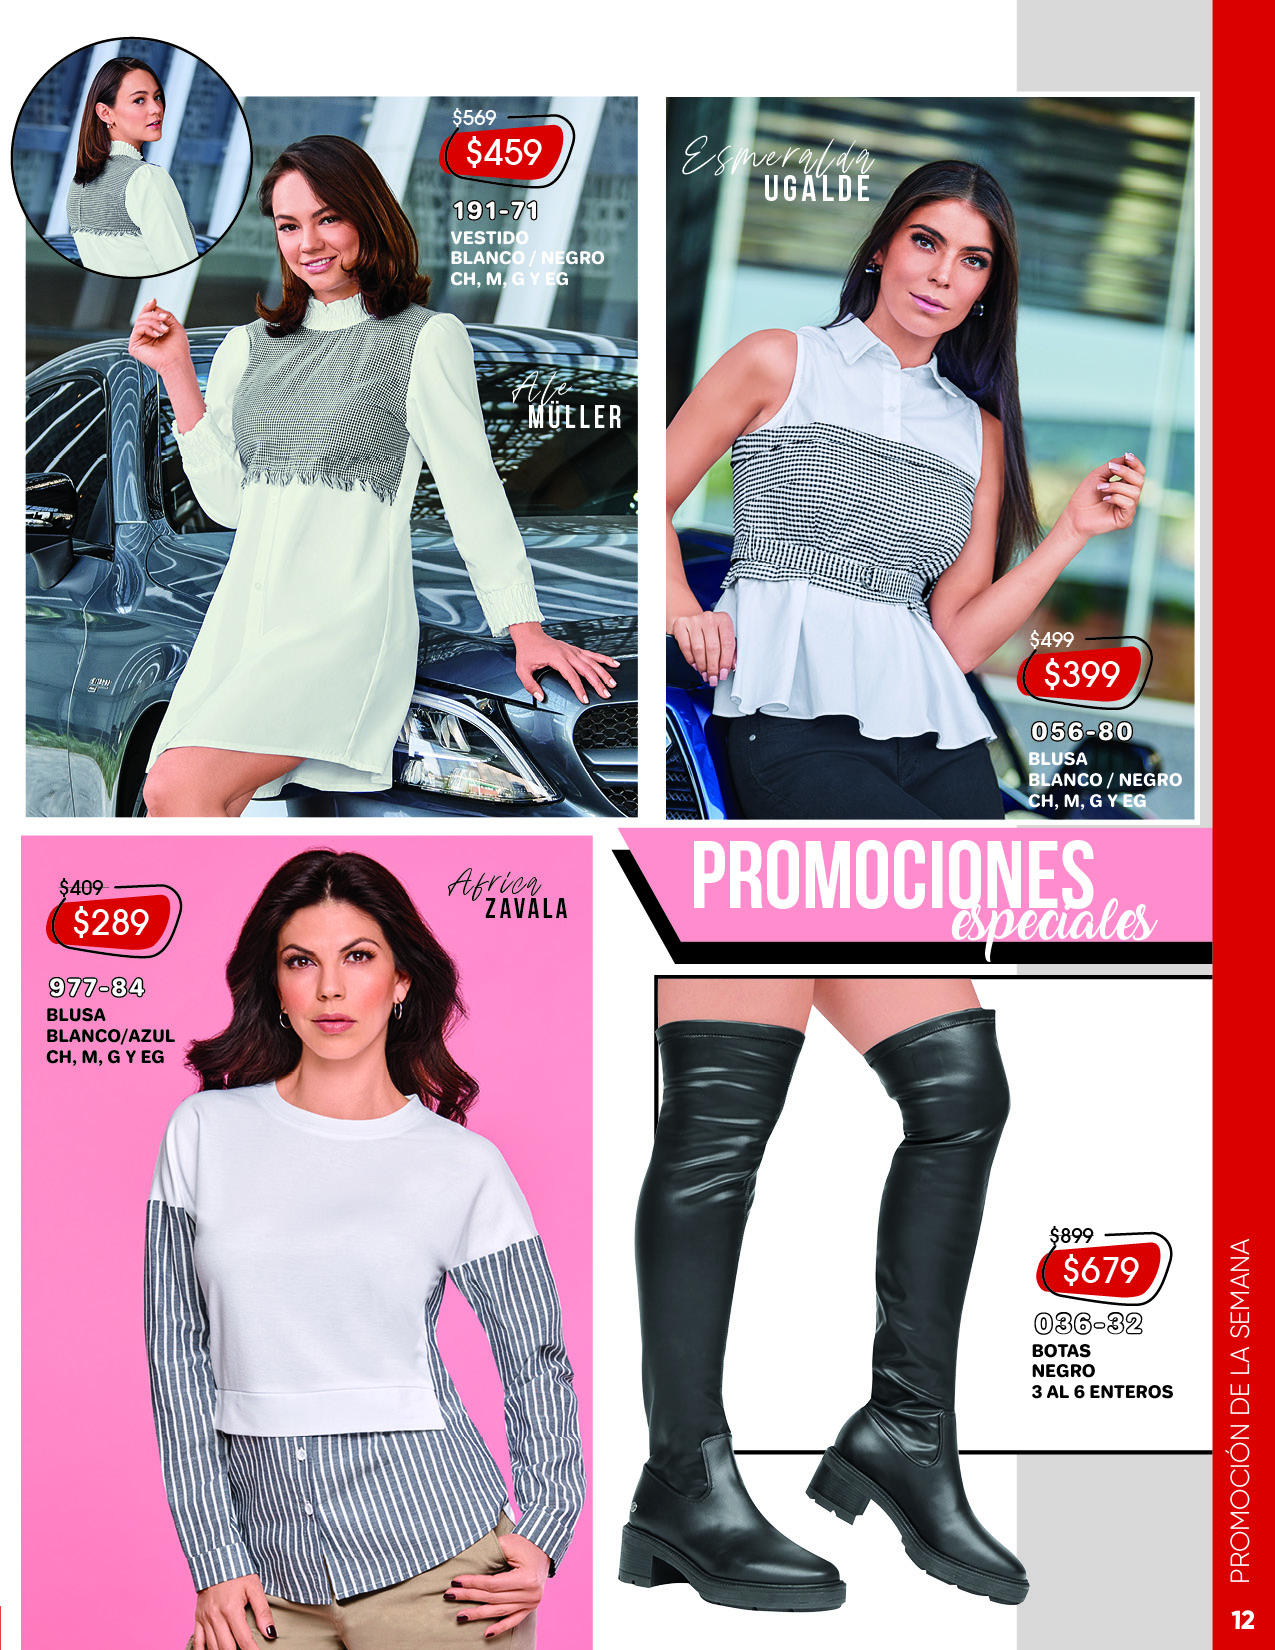 $569
$459
191-71
VESTIDO
BLANCO / NEGRO
CH, M, G Y EG
Ale
MÜLLER
Esmeralda
UGALDE
$499
$399
056-80
BLUSA
BLANCO / NEGRO
CH, M, G Y EG
$409
$289
977-84
BLUSA
BLANCO/AZUL
CH, M, G Y EG
Africa
ZAVALA
PROMOCIONES
especiales
$899
$679
036-32
BOTAS
NEGRO
3 AL 6 ENTEROS
PROMOCIÓN DE LA SEMANA
12